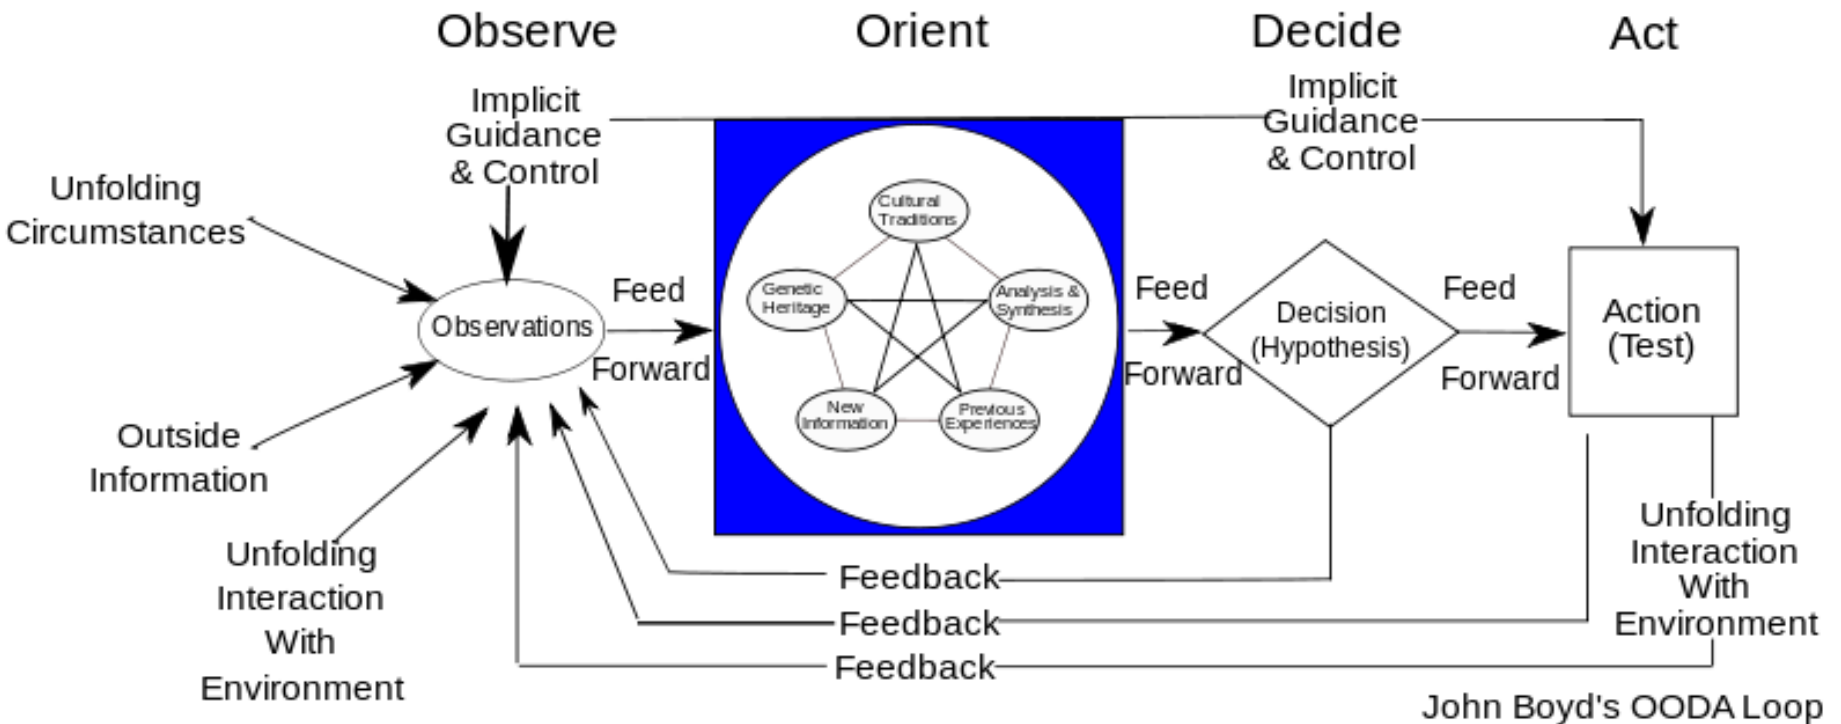 Observe
Orient
Decide
Act
Implicit
Guidance
& Control
Implicit
Guidance
& Control
Unfolding
Circumstances
Outside
Information
Unfolding
Interaction
With
Environment
Observations
Feed
Forward
Cultural
Traditions
Genetic
Heritage
Analysis &
Synthesis
New
Information
Previous
Experiences
Feed
Forward
Decision
(Hypothesis)
Feed
Forward
Action
(Test)
Unfolding
Interaction
With
Environment
Feedback
Feedback
Feedback
John Boyd's OODA Loop